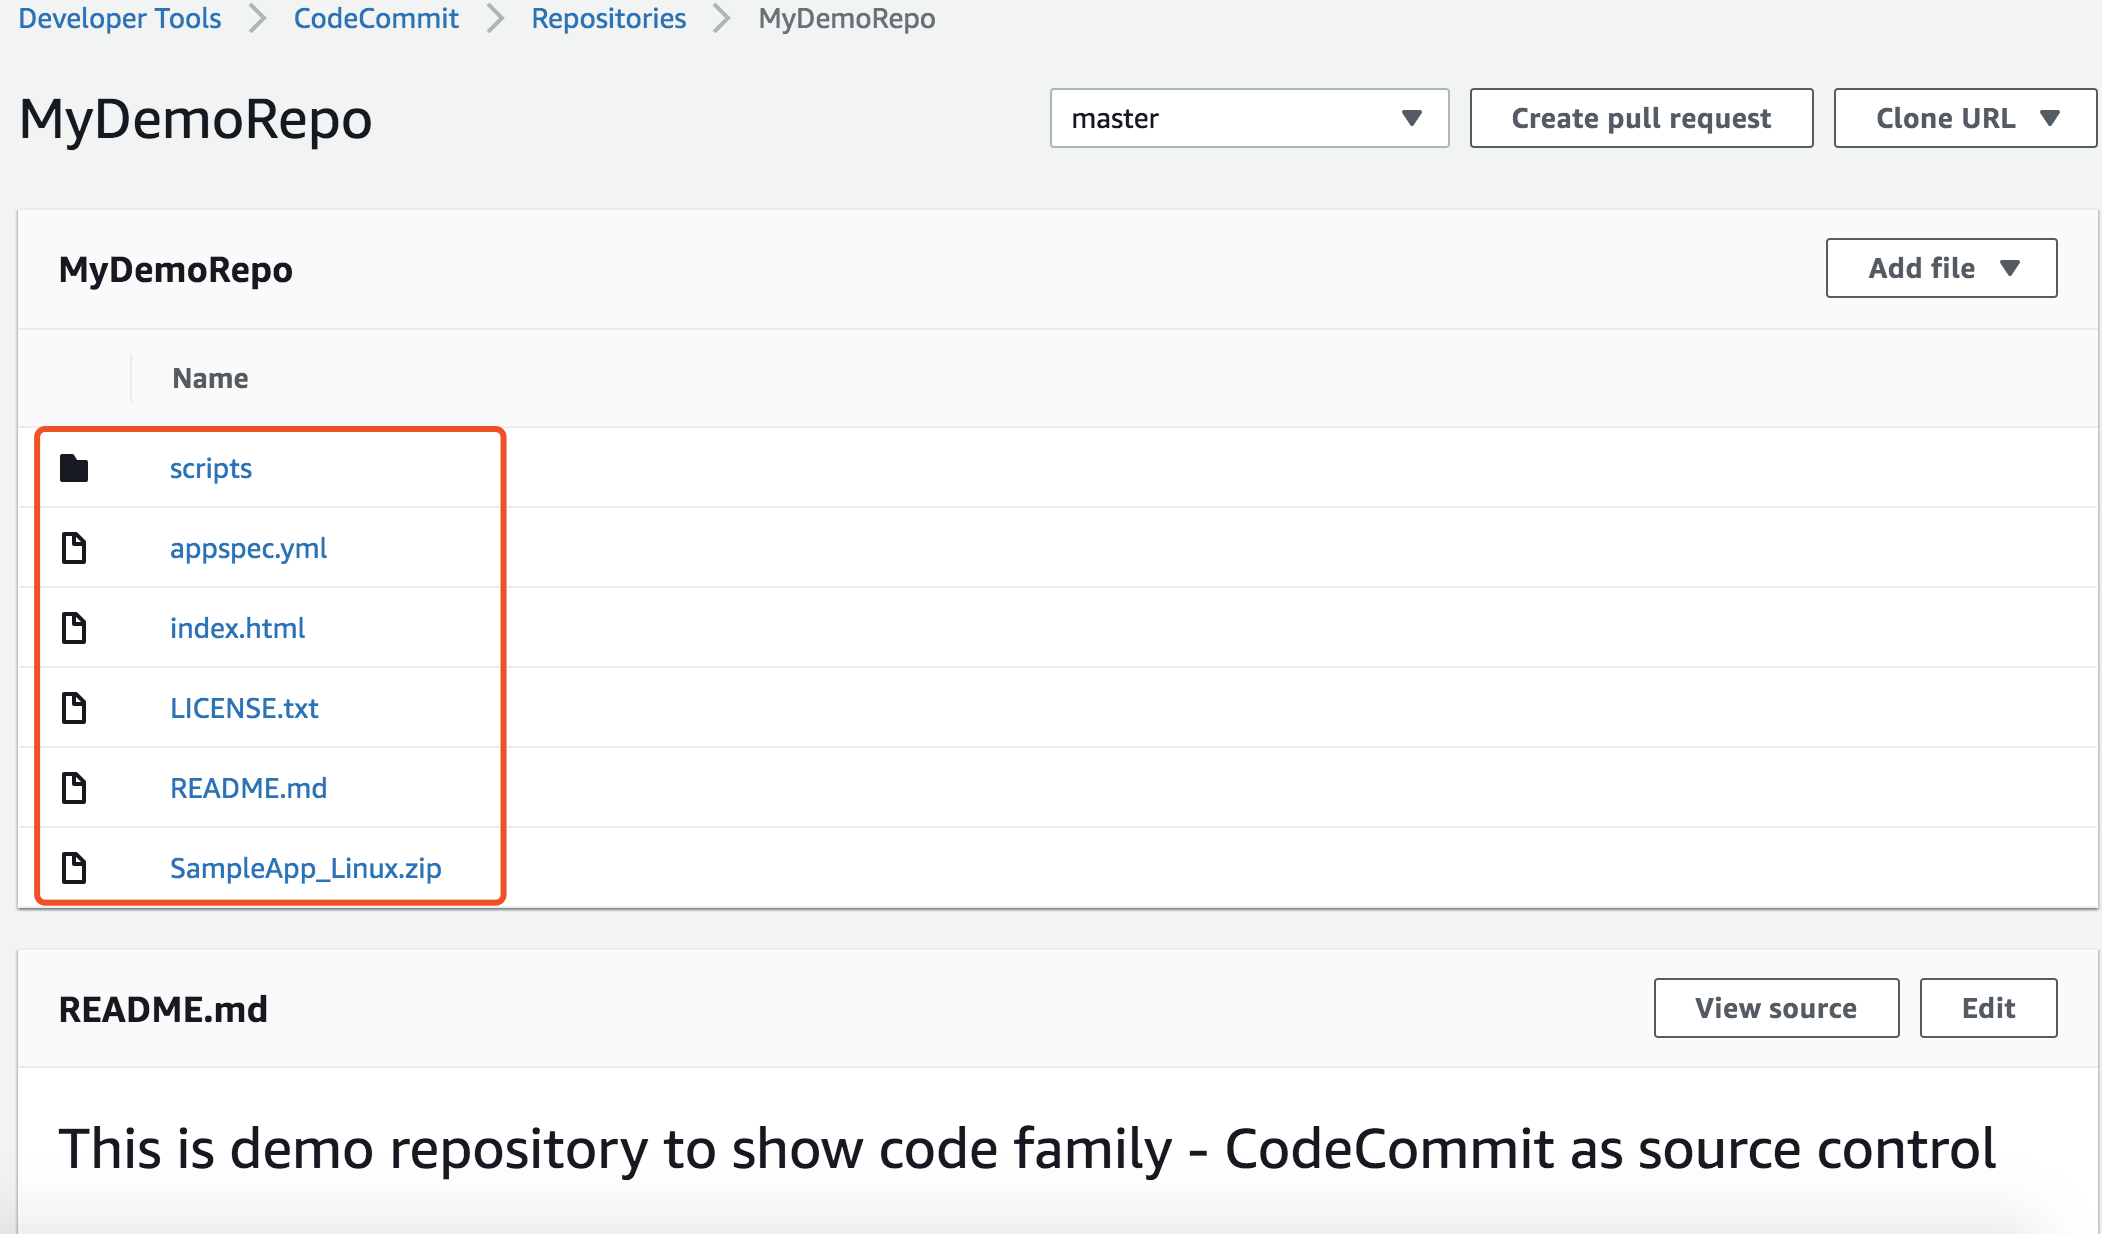 Developer Tools > CodeCommit > Repositories > MyDemoRepo
MyDemoRepo
master
Create pull request
Clone URL
MyDemoRepo
Add file
Name
scripts
appspec.yml
index.html
LICENSE.txt
README.md
SampleApp_Linux.zip
README.md
View source
Edit
This is demo repository to show code family - CodeCommit as source control